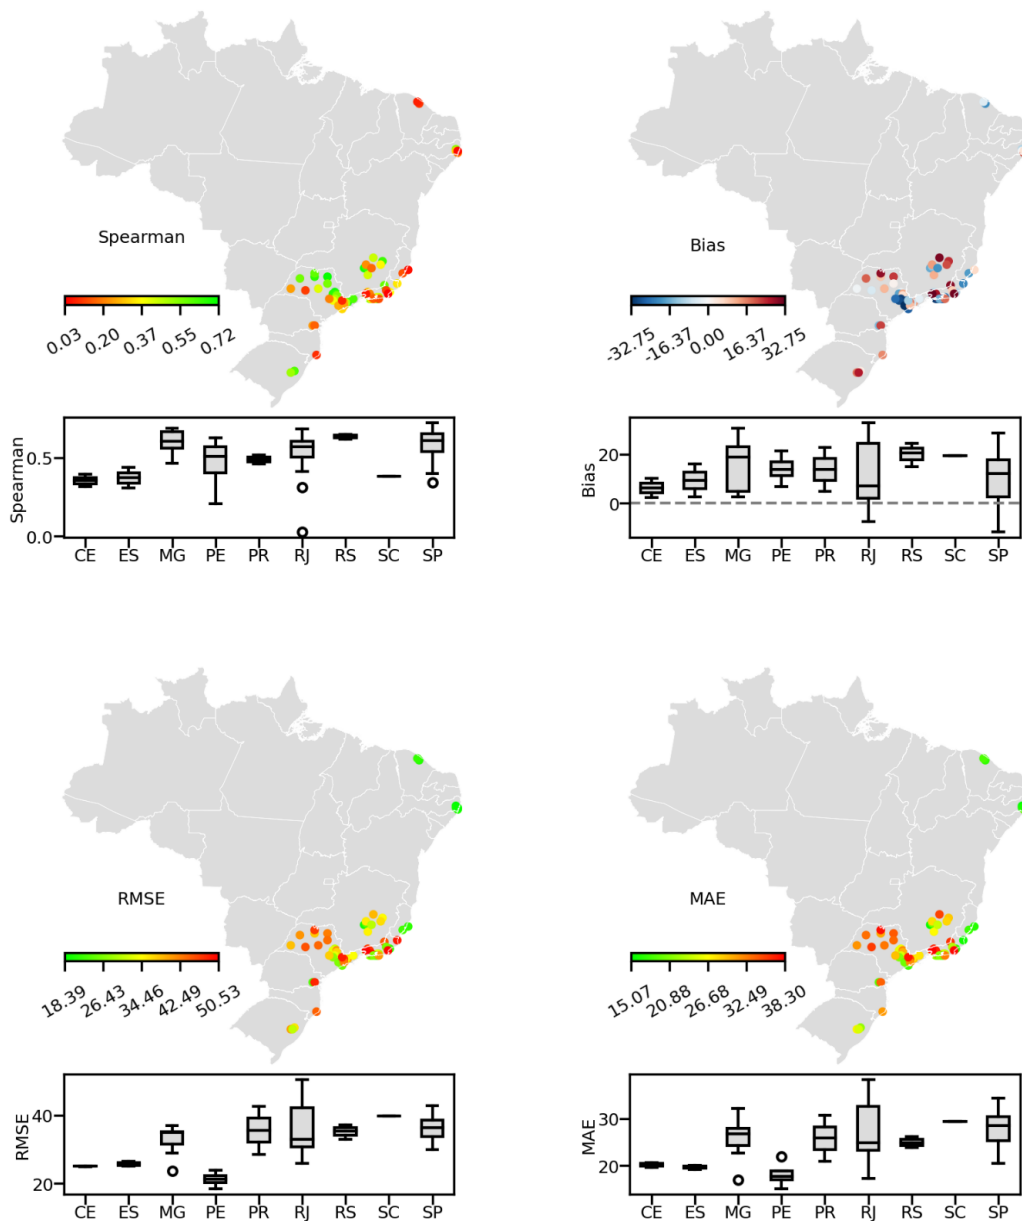 Spearman
0.03 0.20 0.37 0.55 0.72
Bias
-32.75 -16.37 0.00 16.37 32.75
Spearman
0.5
0.0
CE ES MG PE PR RJ RS SC SP
Bias
20
0
CE ES MG PE PR RJ RS SC SP
RMSE
18.39 26.43 34.46 42.49 50.53
MAE
15.07 20.88 26.68 32.49 38.30
RMSE
40
20
CE ES MG PE PR RJ RS SC SP
MAE
30
20
CE ES MG PE PR RJ RS SC SP